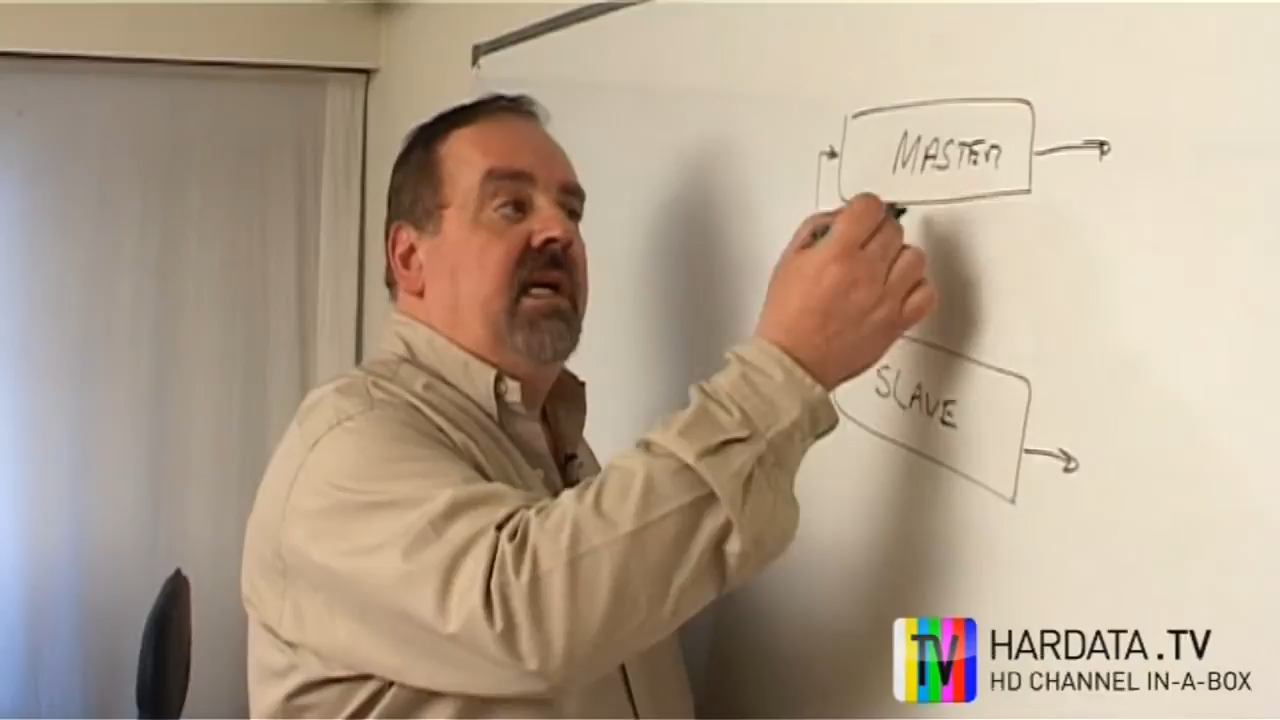 MASTER
SLAVE
TV
HARDATA.TV
HD CHANNEL IN-A-BOX